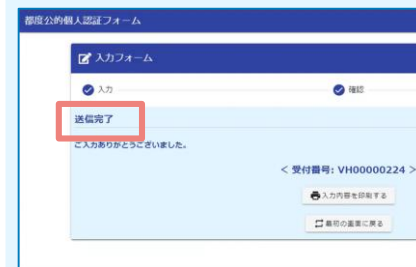 都度公的個人認証フォーム
入力フォーム
入力 確認
送信完了
ご入力ありがとうございました。
< 受付番号: VH00000224 >
入力内容を印刷する
最初の画面に戻る